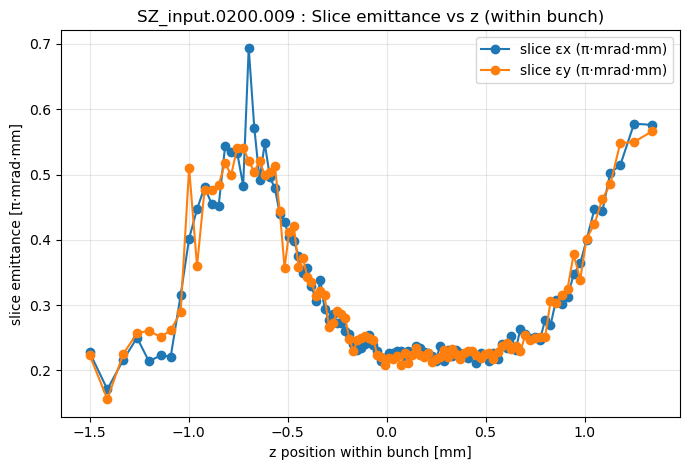 SZ_input.0200.009 : Slice emittance vs z (within bunch)
slice εx (π·mrad·mm)
slice εy (π·mrad·mm)
slice emittance [π·mrad·mm]
0.7
0.6
0.5
0.4
0.3
0.2
−1.5 −1.0 −0.5 0.0 0.5 1.0
z position within bunch [mm]